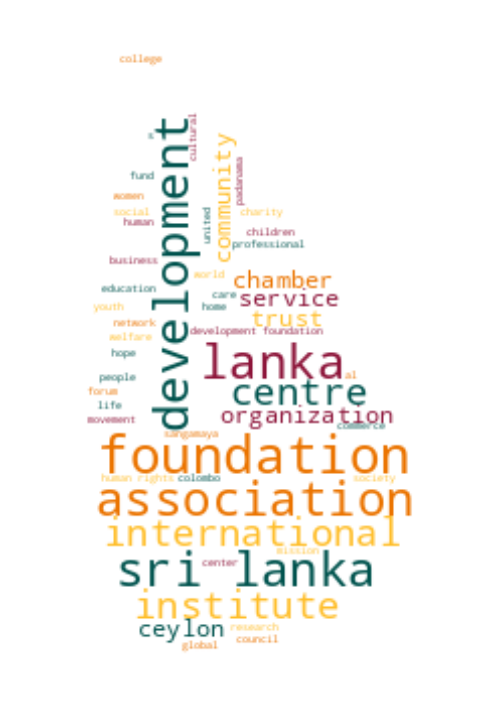 college
development
cultural
community
padanama
fund
women
social
human
united
charity
children
professional
business
world
chamber
education
care
service
youth
home
trust
network
development foundation
welfare
hope
lanka
people
al
centre
forum
life
organization
movement
commerce
sangamaya
foundation
human rights
colombo
society
association
international
mission
center
sri lanka
institute
ceylon
research
council
global